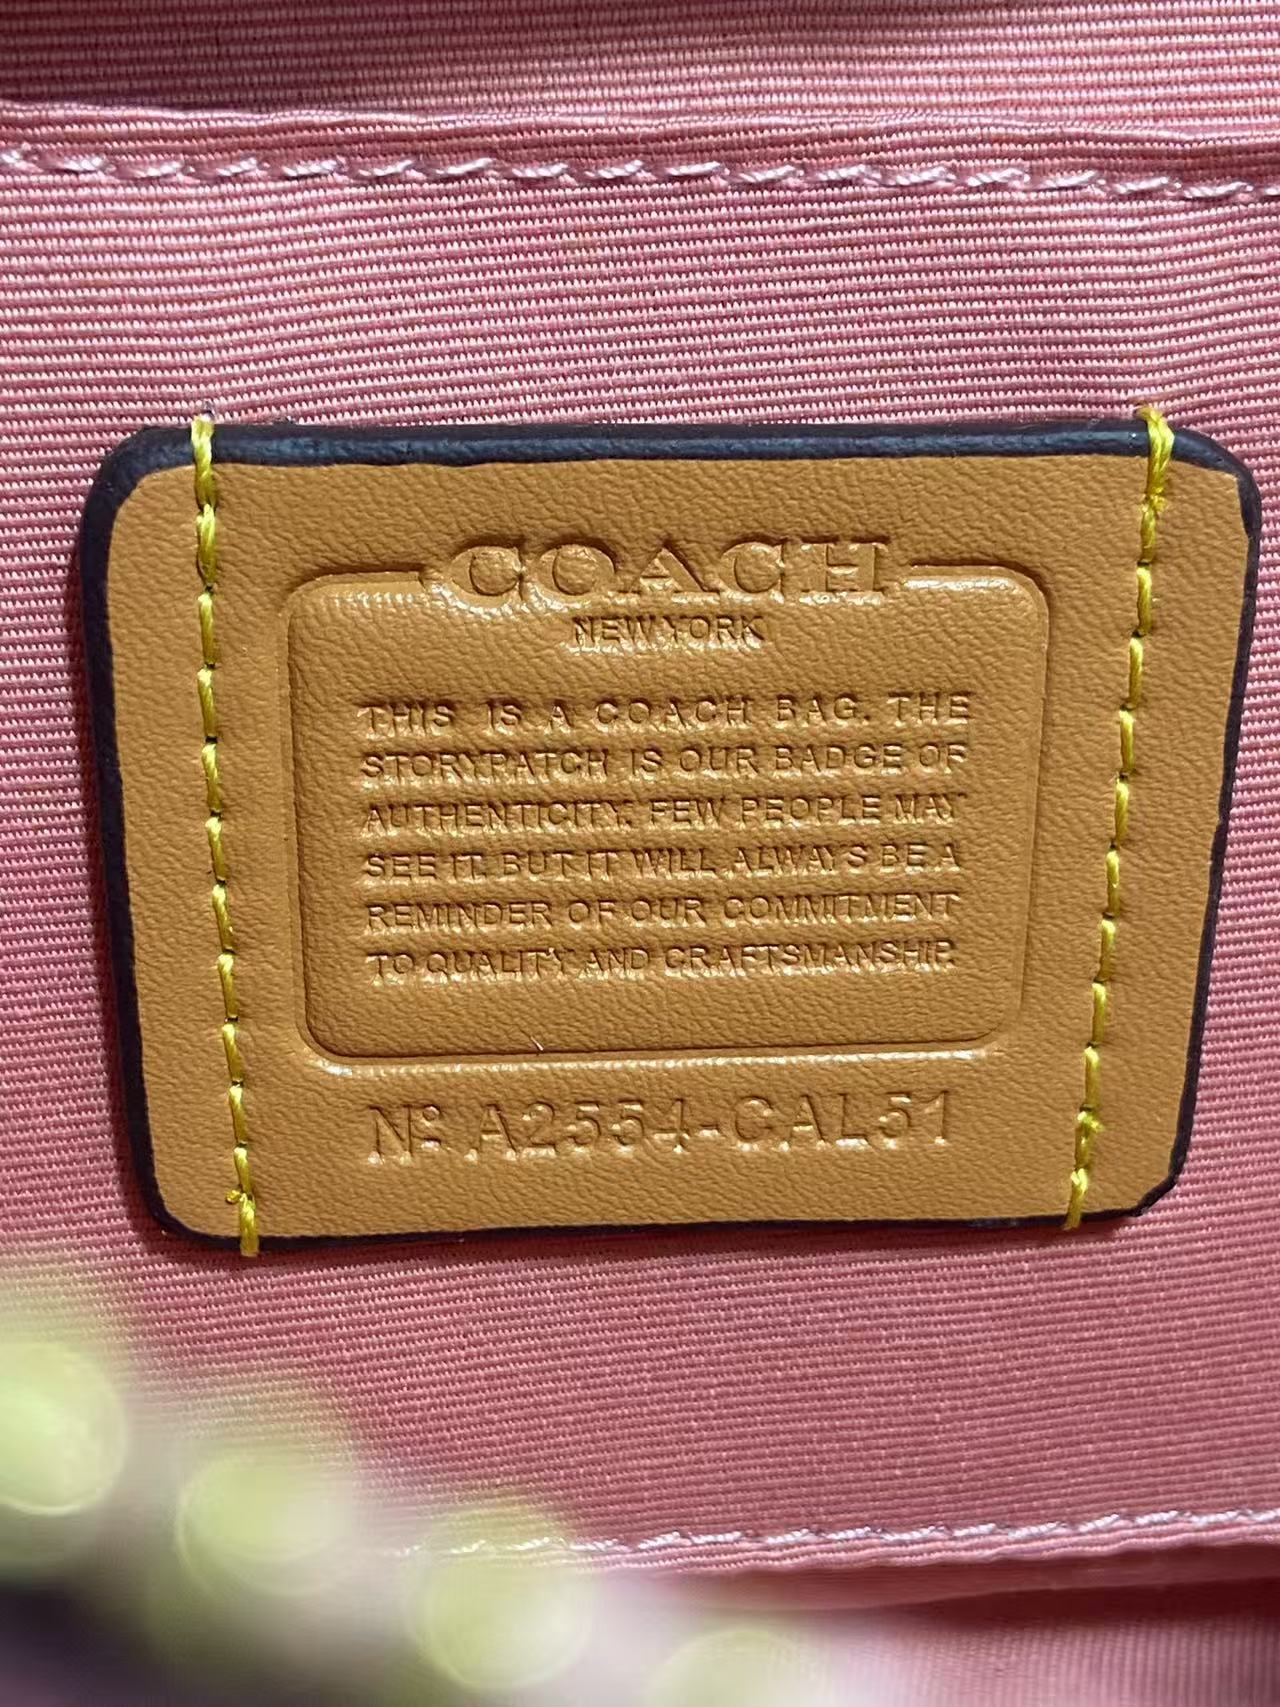 COACH
NEW YORK
THIS IS A COACH BAG. THE
STORYPATCH IS OUR BADGE OF
AUTHENTICITY. FEW PEOPLE MAY
SEE IT. BUT IT WILL ALWAYS BE A
REMINDER OF OUR COMMITMENT
TO QUALITY AND CRAFTSMANSHIP.
Nº A2554-CAL51